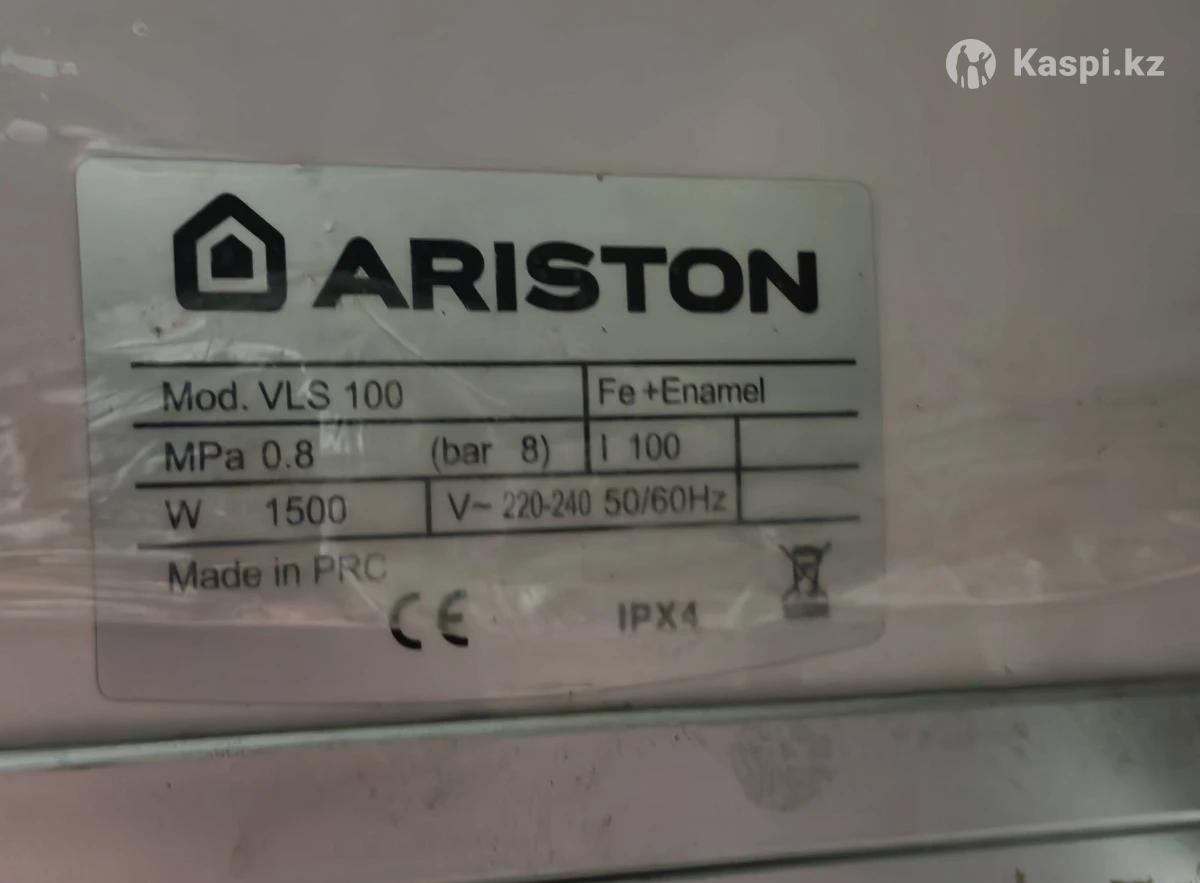 Kaspi.kz
ARISTON
Mod. VLS 100 Fe+Enamel
MPa 0.8 (bar 8) l 100
W 1500 V~ 220-240 50/60Hz
Made in PRC
CE IPX4